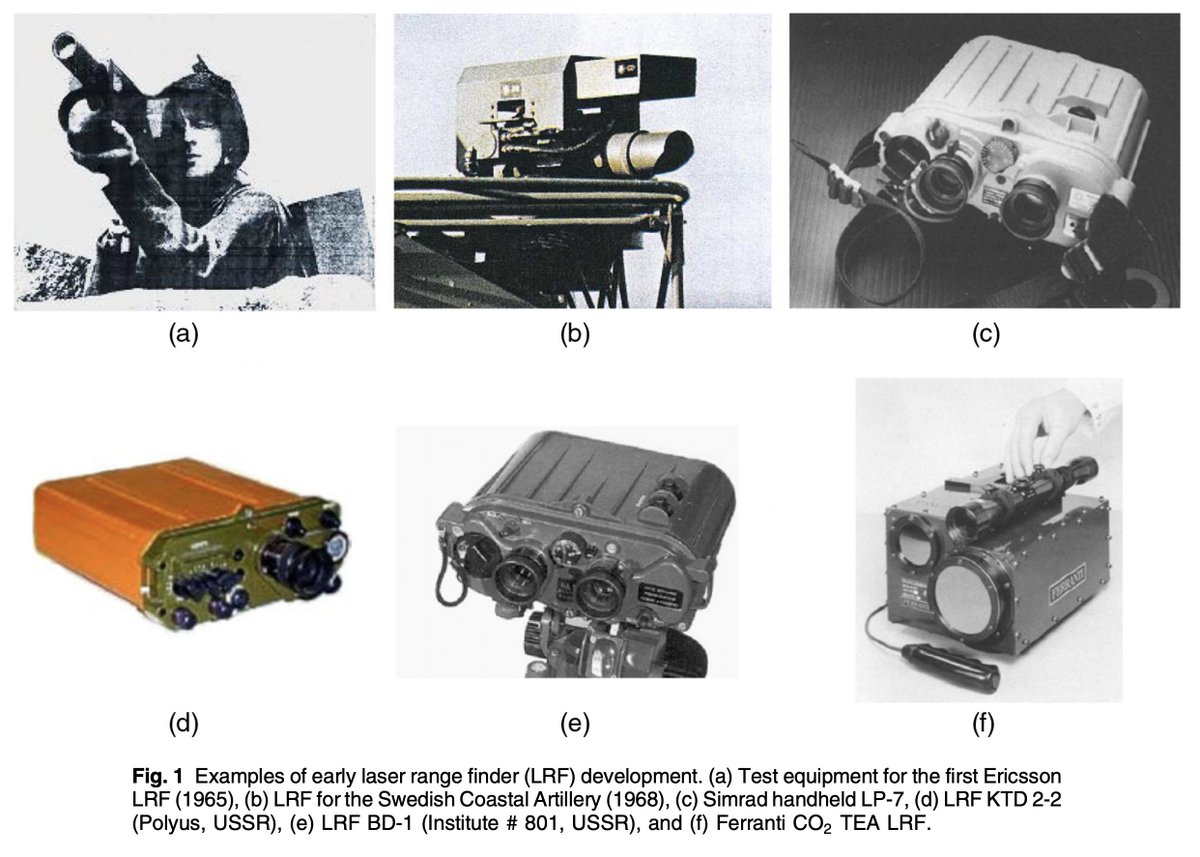 (a)
(b)
(c)
FERRANTI
(d)
(e)
(f)
Fig. 1 Examples of early laser range finder (LRF) development. (a) Test equipment for the first Ericsson
LRF (1965), (b) LRF for the Swedish Coastal Artillery (1968), (c) Simrad handheld LP-7, (d) LRF KTD 2-2
(Polyus, USSR), (e) LRF BD-1 (Institute # 801, USSR), and (f) Ferranti CO₂ TEA LRF.